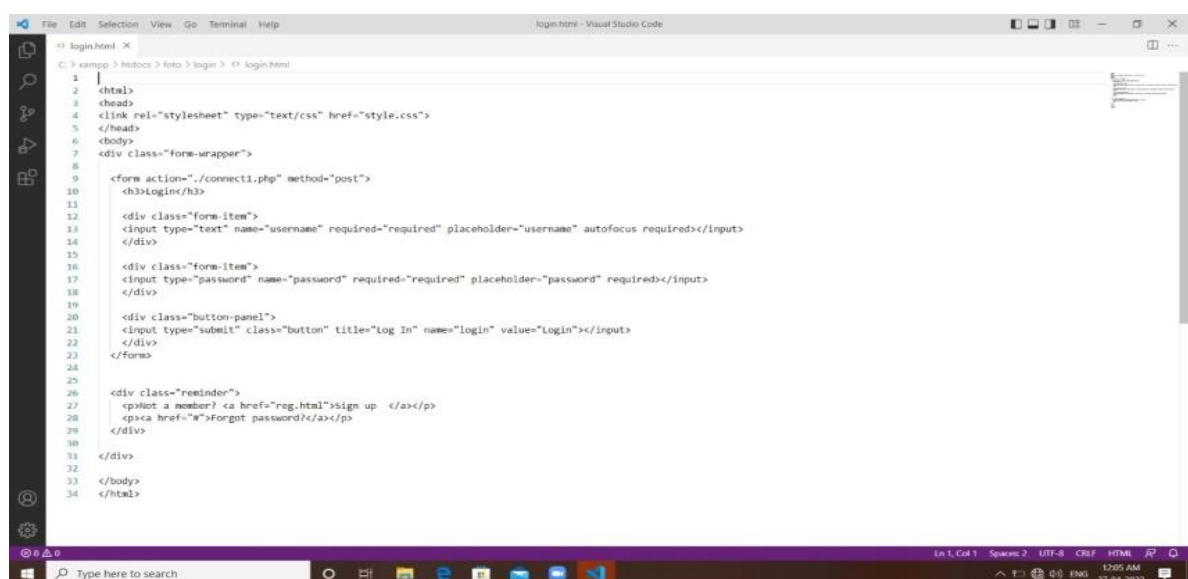 File Edit Selection View Go Terminal Help login.html - Visual Studio Code
login.html
C: > xampp > htdocs > foto > login > login.html
1
2 <html>
3 <head>
4 <link rel="stylesheet" type="text/css" href="style.css">
5 </head>
6 <body>
7 <div class="form-wrapper">
8
9 <form action="./connect1.php" method="post">
10 <h3>Login</h3>
11
12 <div class="form-item">
13 <input type="text" name="username" required="required" placeholder="username" autofocus required></input>
14 </div>
15
16 <div class="form-item">
17 <input type="password" name="password" required="required" placeholder="password" required></input>
18 </div>
19
20 <div class="button-panel">
21 <input type="submit" class="button" title="Log In" name="login" value="Login"></input>
22 </div>
23 </form>
24
25
26 <div class="reminder">
27 <p>Not a member? <a href="reg.html">Sign up </a></p>
28 <p><a href="#">Forgot password?</a></p>
29 </div>
30
31 </div>
32
33 </body>
34 </html>
0 0 Ln 1, Col 1 Spaces: 2 UTF-8 CRLF HTML
Type here to search ENG 12:05 AM